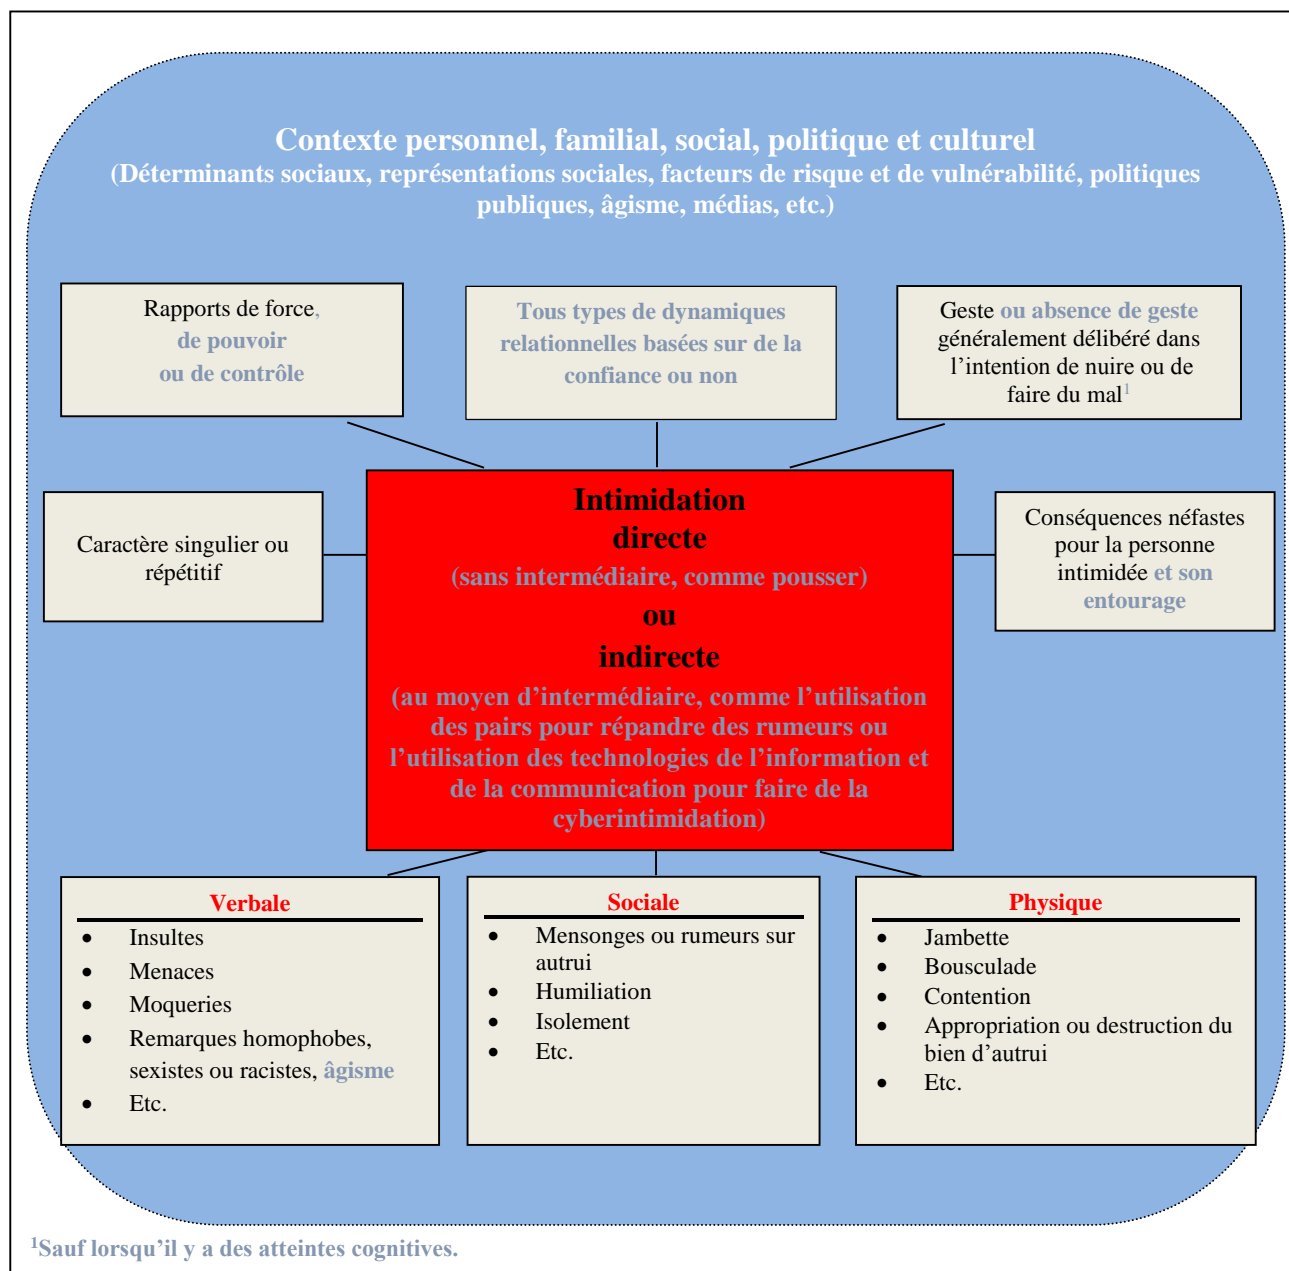 Contexte personnel, familial, social, politique et culturel
(Déterminants sociaux, représentations sociales, facteurs de risque et de vulnérabilité, politiques
publiques, âgisme, médias, etc.)
Rapports de force,
de pouvoir
ou de contrôle
Tous types de dynamiques
relationnelles basées sur de la
confiance ou non
Geste ou absence de geste
généralement délibéré dans
l’intention de nuire ou de
faire du mal¹
Caractère singulier ou
répétitif
Intimidation
directe
(sans intermédiaire, comme pousser)
ou
indirecte
(au moyen d’intermédiaire, comme l’utilisation
des pairs pour répandre des rumeurs ou
l’utilisation des technologies de l’information et
de la communication pour faire de la
cyberintimidation)
Conséquences néfastes
pour la personne
intimidée et son
entourage
Verbale
• Insultes
• Menaces
• Moqueries
• Remarques homophobes,
sexistes ou racistes, âgisme
• Etc.
Sociale
• Mensonges ou rumeurs sur
autrui
• Humiliation
• Isolement
• Etc.
Physique
• Jambette
• Bousculade
• Contention
• Appropriation ou destruction du
bien d’autrui
• Etc.
¹Sauf lorsqu’il y a des atteintes cognitives.